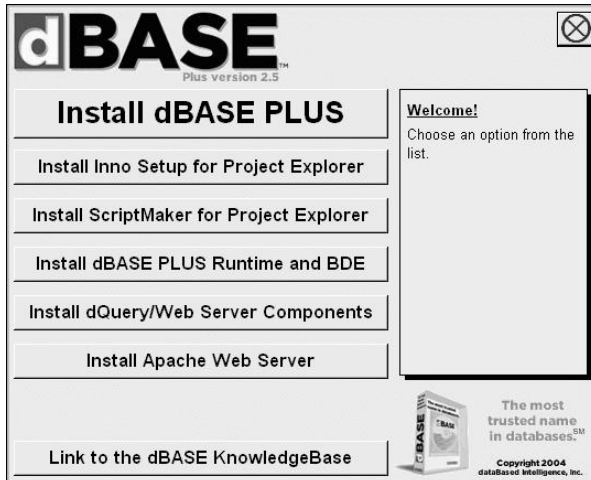 dBASE™
Plus version 2.5
Install dBASE PLUS
Install Inno Setup for Project Explorer
Install ScriptMaker for Project Explorer
Install dBASE PLUS Runtime and BDE
Install dQuery/Web Server Components
Install Apache Web Server
Link to the dBASE KnowledgeBase
Welcome!
Choose an option from the
list.
dBASE
dBASE
The most
trusted name
in databases.℠
Copyright 2004
dataBased Intelligence, Inc.